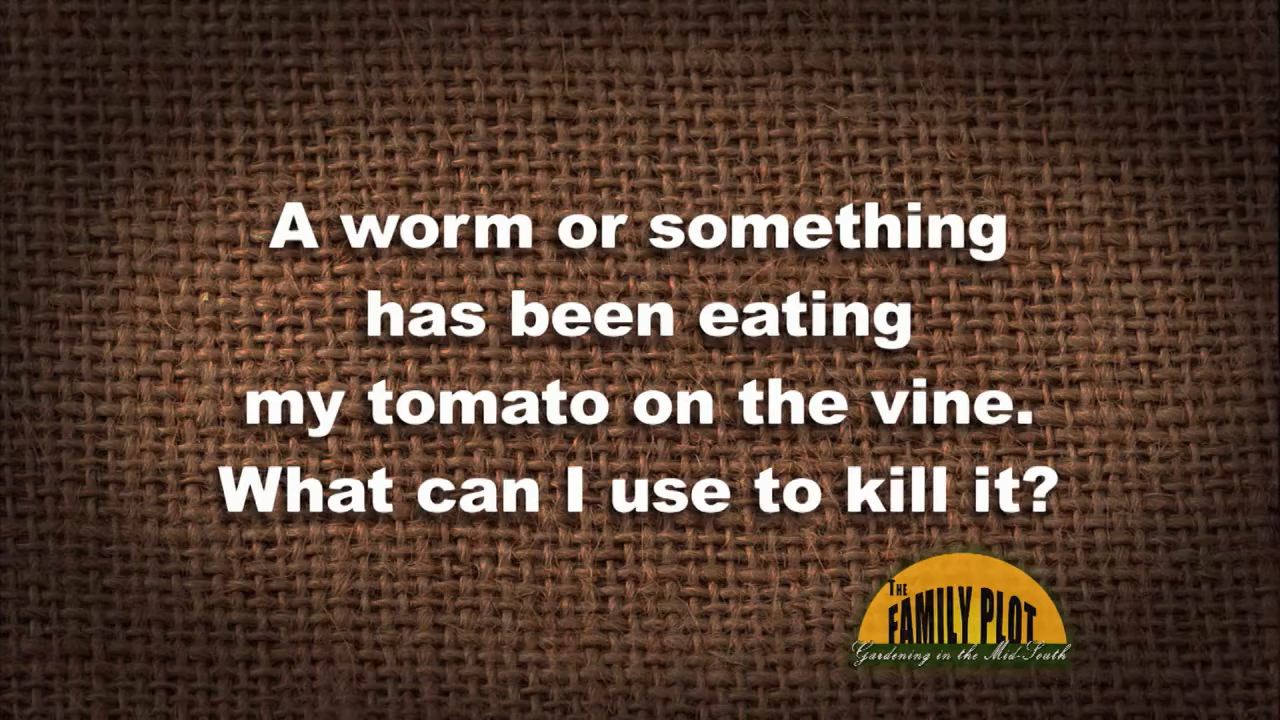 A worm or something
has been eating
my tomato on the vine.
What can I use to kill it?
THE
FAMILY PLOT
Gardening in the Mid-South